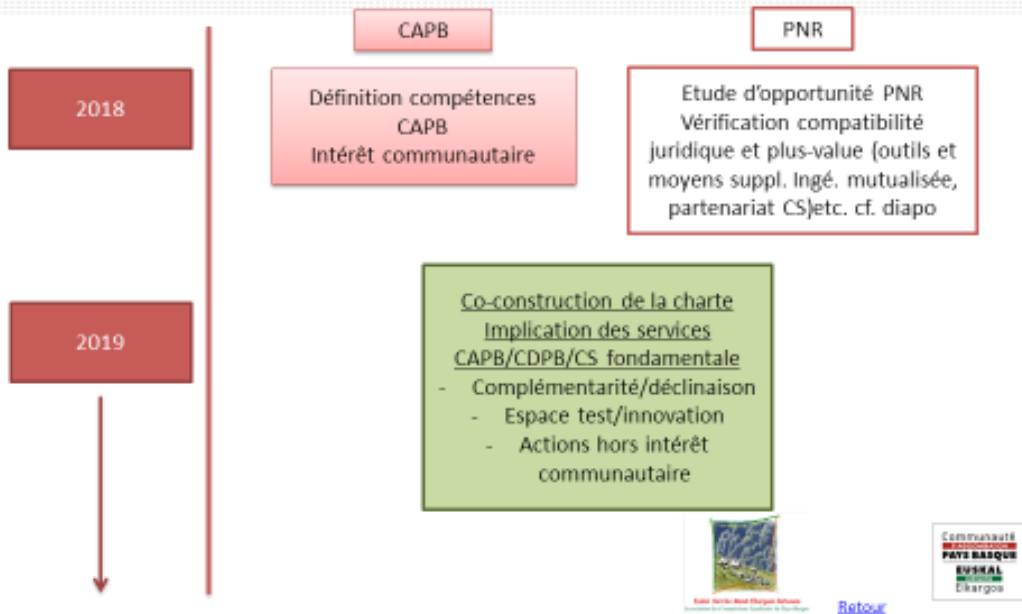 CAPB
PNR
2018
Définition compétences
CAPB
Intérêt communautaire
Etude d'opportunité PNR
Vérification compatibilité
juridique et plus-value (outils et
moyens suppl. Ingé. mutualisée,
partenariat CS)etc. cf. diapo
2019
Co-construction de la charte
Implication des services
CAPB/CDPB/CS fondamentale
- Complémentarité/déclinaison
- Espace test/innovation
- Actions hors intérêt
communautaire
Communauté
PAYS BASQUE
EUSKAL
Elkargoa
Retour